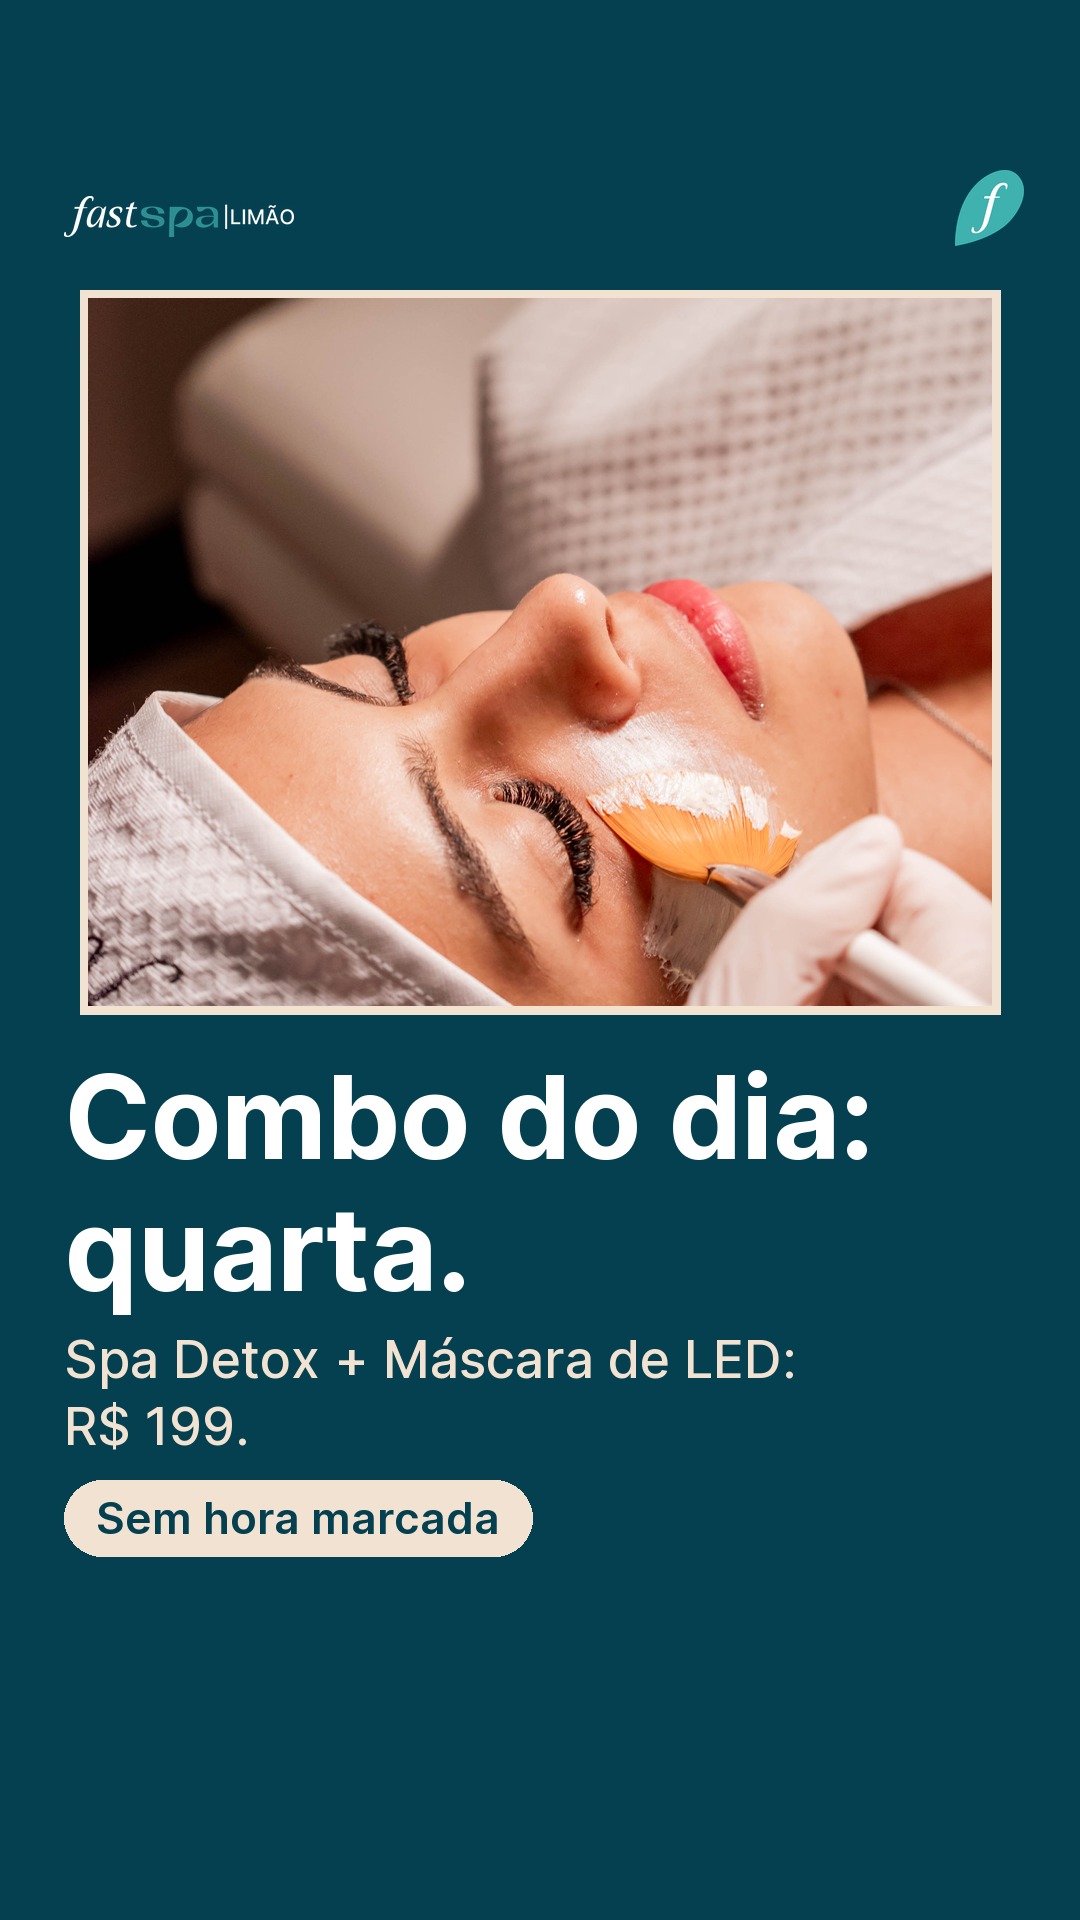 fastspa|LIMÃO
f
Combo do dia:
quarta.
Spa Detox + Máscara de LED:
R$ 199.
Sem hora marcada